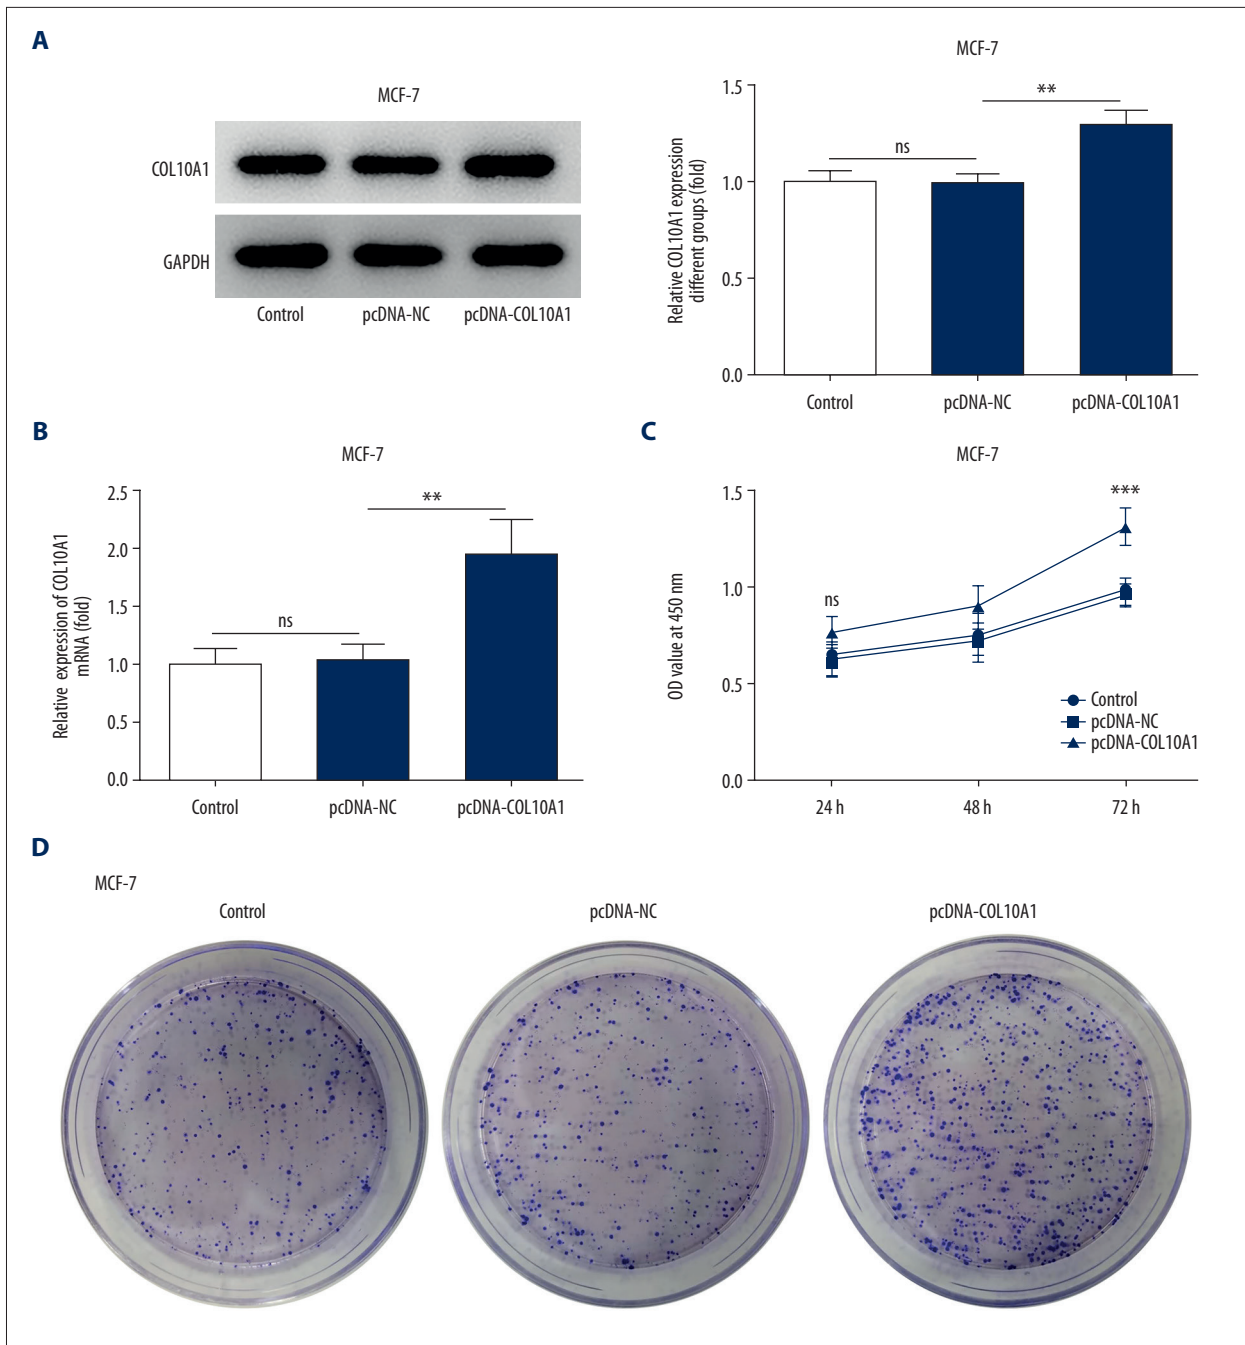 A
MCF-7
COL10A1
GAPDH
Control pcDNA-NC pcDNA-COL10A1
MCF-7
Relative COL10A1 expression
different groups (fold)
1.5
1.0
0.5
0.0
ns
**
Control pcDNA-NC pcDNA-COL10A1
B
MCF-7
Relative expression of COL10A1
mRNA (fold)
2.5
2.0
1.5
1.0
0.5
0.0
ns
**
Control pcDNA-NC pcDNA-COL10A1
C
MCF-7
OD value at 450 nm
1.5
1.0
0.5
0.0
ns
***
Control
pcDNA-NC
pcDNA-COL10A1
24 h 48 h 72 h
D
MCF-7
Control pcDNA-NC pcDNA-COL10A1